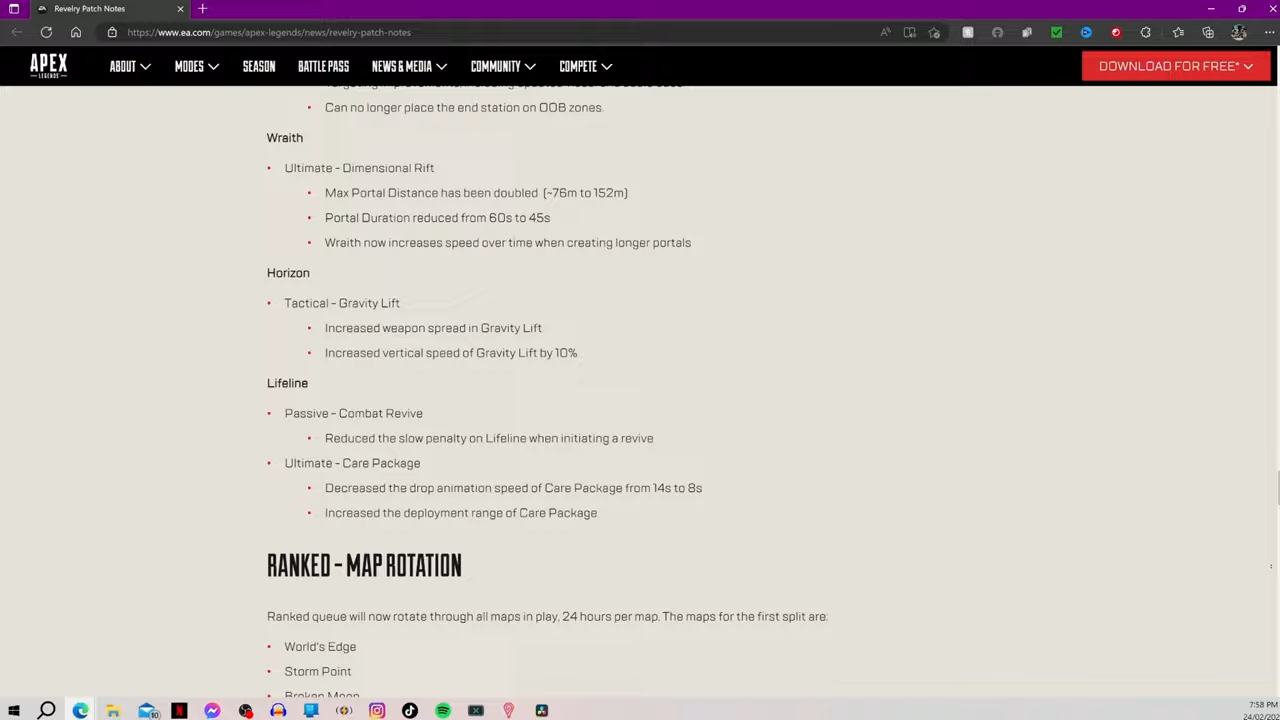 Revelry Patch Notes
https://www.ea.com/games/apex-legends/news/revelry-patch-notes
APEX
LEGENDS
ABOUT
MODES
SEASON
BATTLE PASS
NEWS & MEDIA
COMMUNITY
COMPETE
DOWNLOAD FOR FREE*
Can no longer place the end station on OOB zones.
Wraith
Ultimate – Dimensional Rift
Max Portal Distance has been doubled (~76m to 152m)
Portal Duration reduced from 60s to 45s
Wraith now increases speed over time when creating longer portals
Horizon
Tactical – Gravity Lift
Increased weapon spread in Gravity Lift
Increased vertical speed of Gravity Lift by 10%
Lifeline
Passive – Combat Revive
Reduced the slow penalty on Lifeline when initiating a revive
Ultimate – Care Package
Decreased the drop animation speed of Care Package from 14s to 8s
Increased the deployment range of Care Package
RANKED – MAP ROTATION
Ranked queue will now rotate through all maps in play, 24 hours per map. The maps for the first split are:
World's Edge
Storm Point
Broken Moon
7:58 PM
24/02/20